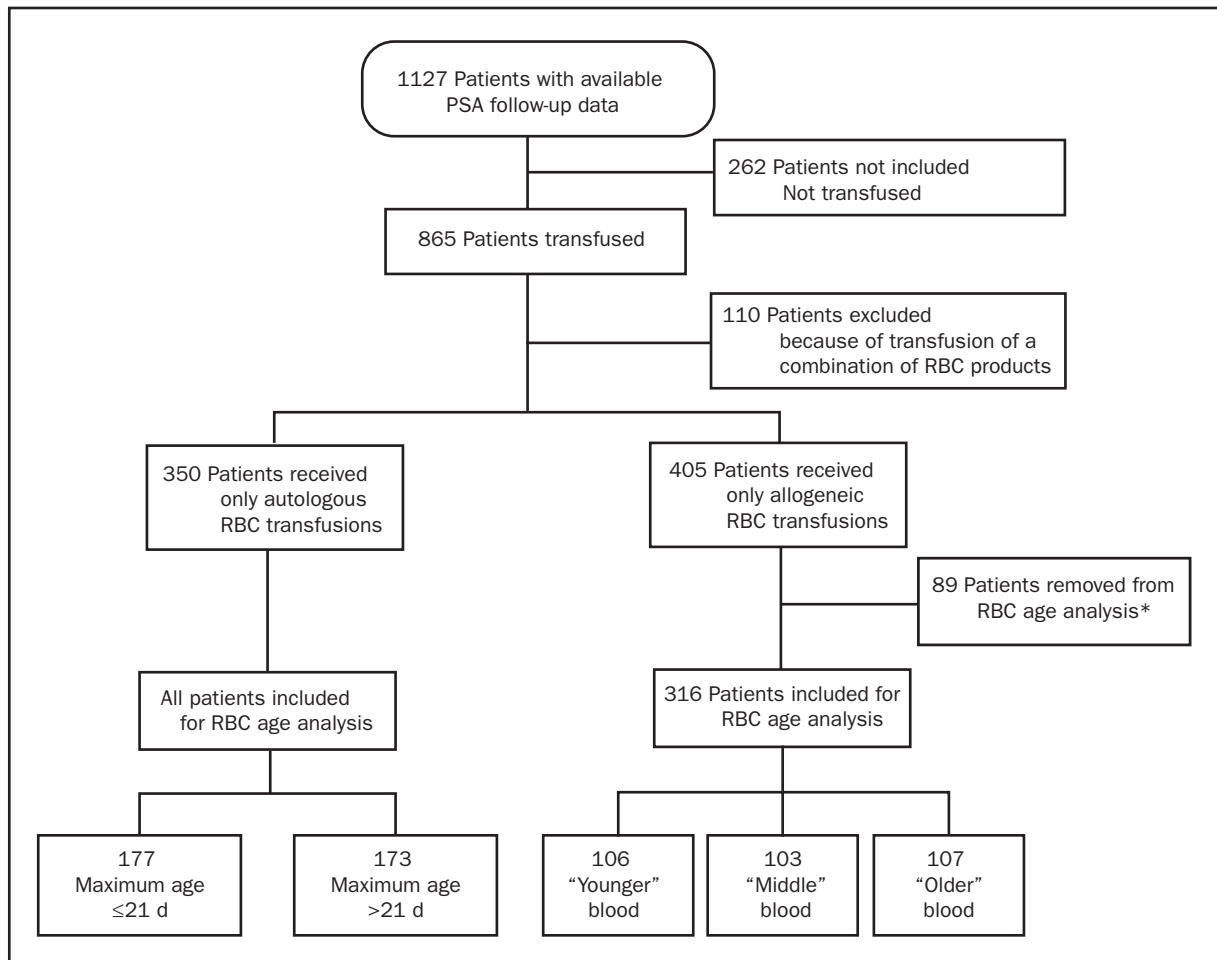 1127 Patients with available
PSA follow-up data
262 Patients not included
Not transfused
865 Patients transfused
110 Patients excluded
because of transfusion of a
combination of RBC products
350 Patients received
only autologous
RBC transfusions
405 Patients received
only allogeneic
RBC transfusions
89 Patients removed from
RBC age analysis*
All patients included
for RBC age analysis
316 Patients included for
RBC age analysis
177
Maximum age
≤21 d
173
Maximum age
>21 d
106
“Younger”
blood
103
“Middle”
blood
107
“Older”
blood